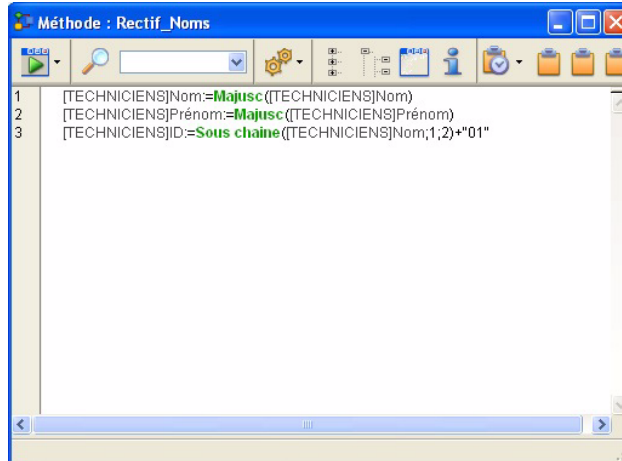 Méthode : Rectif_Noms
1 [TECHNICIENS]Nom:=Majusc([TECHNICIENS]Nom)
2 [TECHNICIENS]Prénom:=Majusc([TECHNICIENS]Prénom)
3 [TECHNICIENS]ID:=Sous chaine([TECHNICIENS]Nom;1;2)+"01"